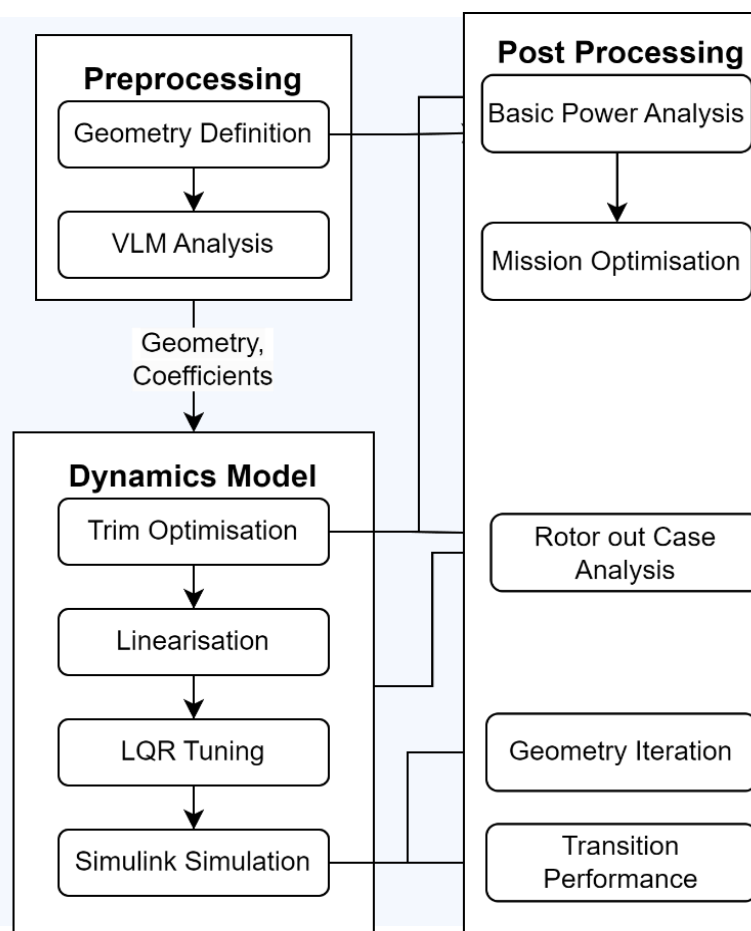 Preprocessing
Geometry Definition
VLM Analysis
Geometry,
Coefficients
Dynamics Model
Trim Optimisation
Linearisation
LQR Tuning
Simulink Simulation
Post Processing
Basic Power Analysis
Mission Optimisation
Rotor out Case
Analysis
Geometry Iteration
Transition
Performance